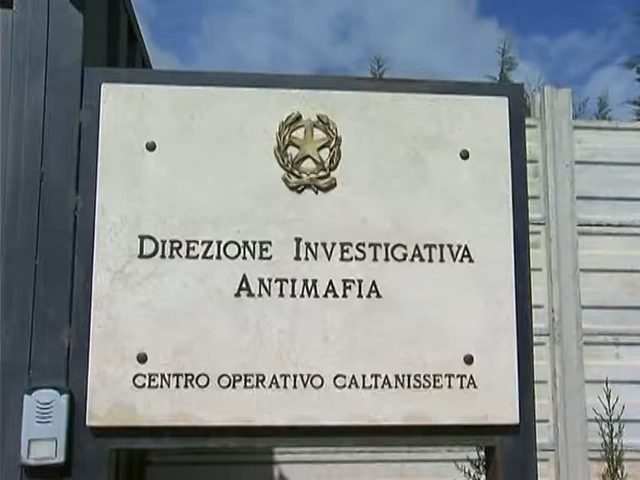 DIREZIONE INVESTIGATIVA
ANTIMAFIA
CENTRO OPERATIVO CALTANISSETTA